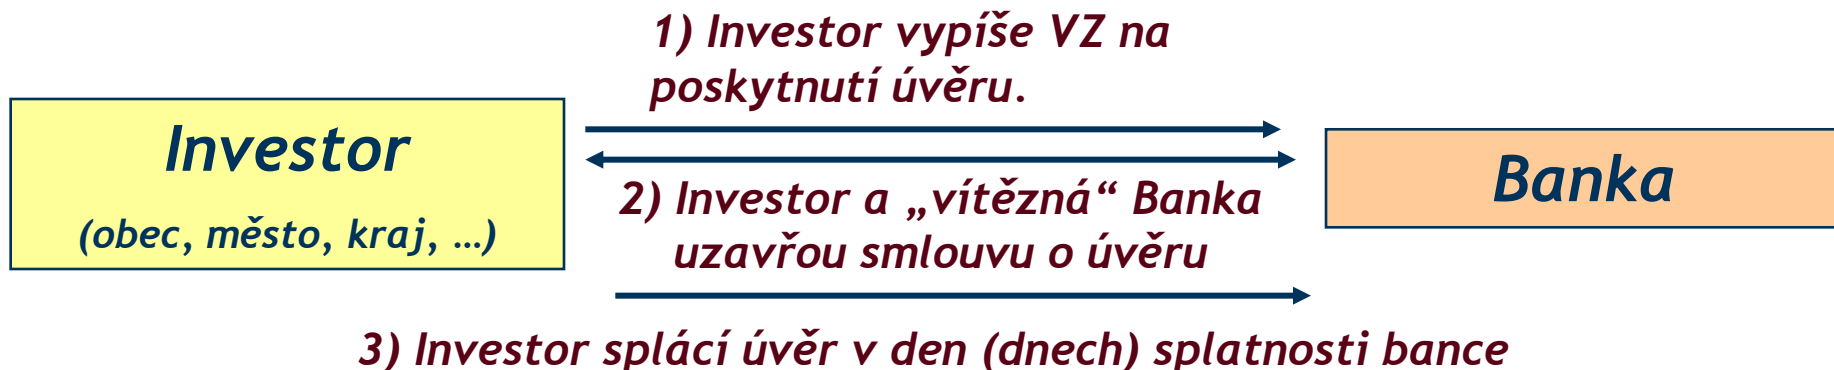 1) Investor vypíše VZ na
poskytnutí úvěru.
Investor
(obec, město, kraj, …)
Banka
2) Investor a „vítězná“ Banka
uzavřou smlouvu o úvěru
3) Investor splácí úvěr v den (dnech) splatnosti bance